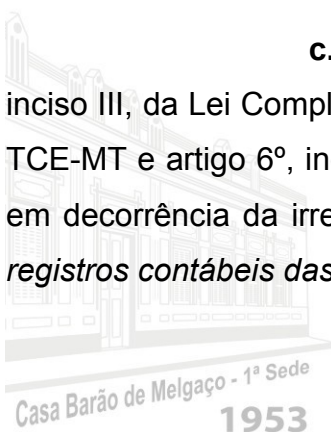 c.
inciso III, da Lei Compl
TCE-MT e artigo 6º, in
em decorrência da irre
registros contábeis das
Casa Barão de Melgaço - 1ª Sede
1953